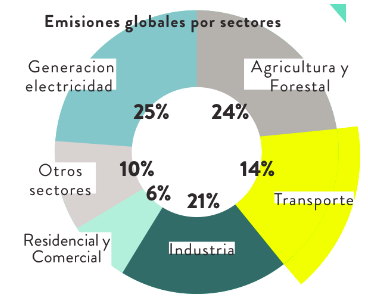 Emisiones globales por sectores
Generacion
electricidad
Agricultura y
Forestal
25%
24%
Otros
sectores
10%
14%
6%
21%
Transporte
Residencial y
Comercial
Industria